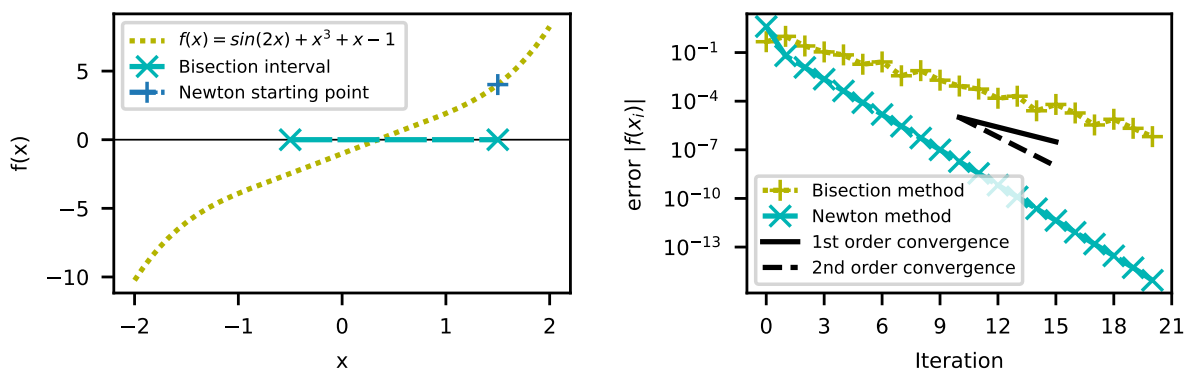 f(x) = sin(2x) + x³ + x − 1
Bisection interval
Newton starting point
5
0
−5
−10
f(x)
−2
−1
0
1
2
x
10⁻¹
10⁻⁴
10⁻⁷
10⁻¹⁰
10⁻¹³
error |f(xᵢ)|
Bisection method
Newton method
1st order convergence
2nd order convergence
0 3 6 9 12 15 18 21
Iteration